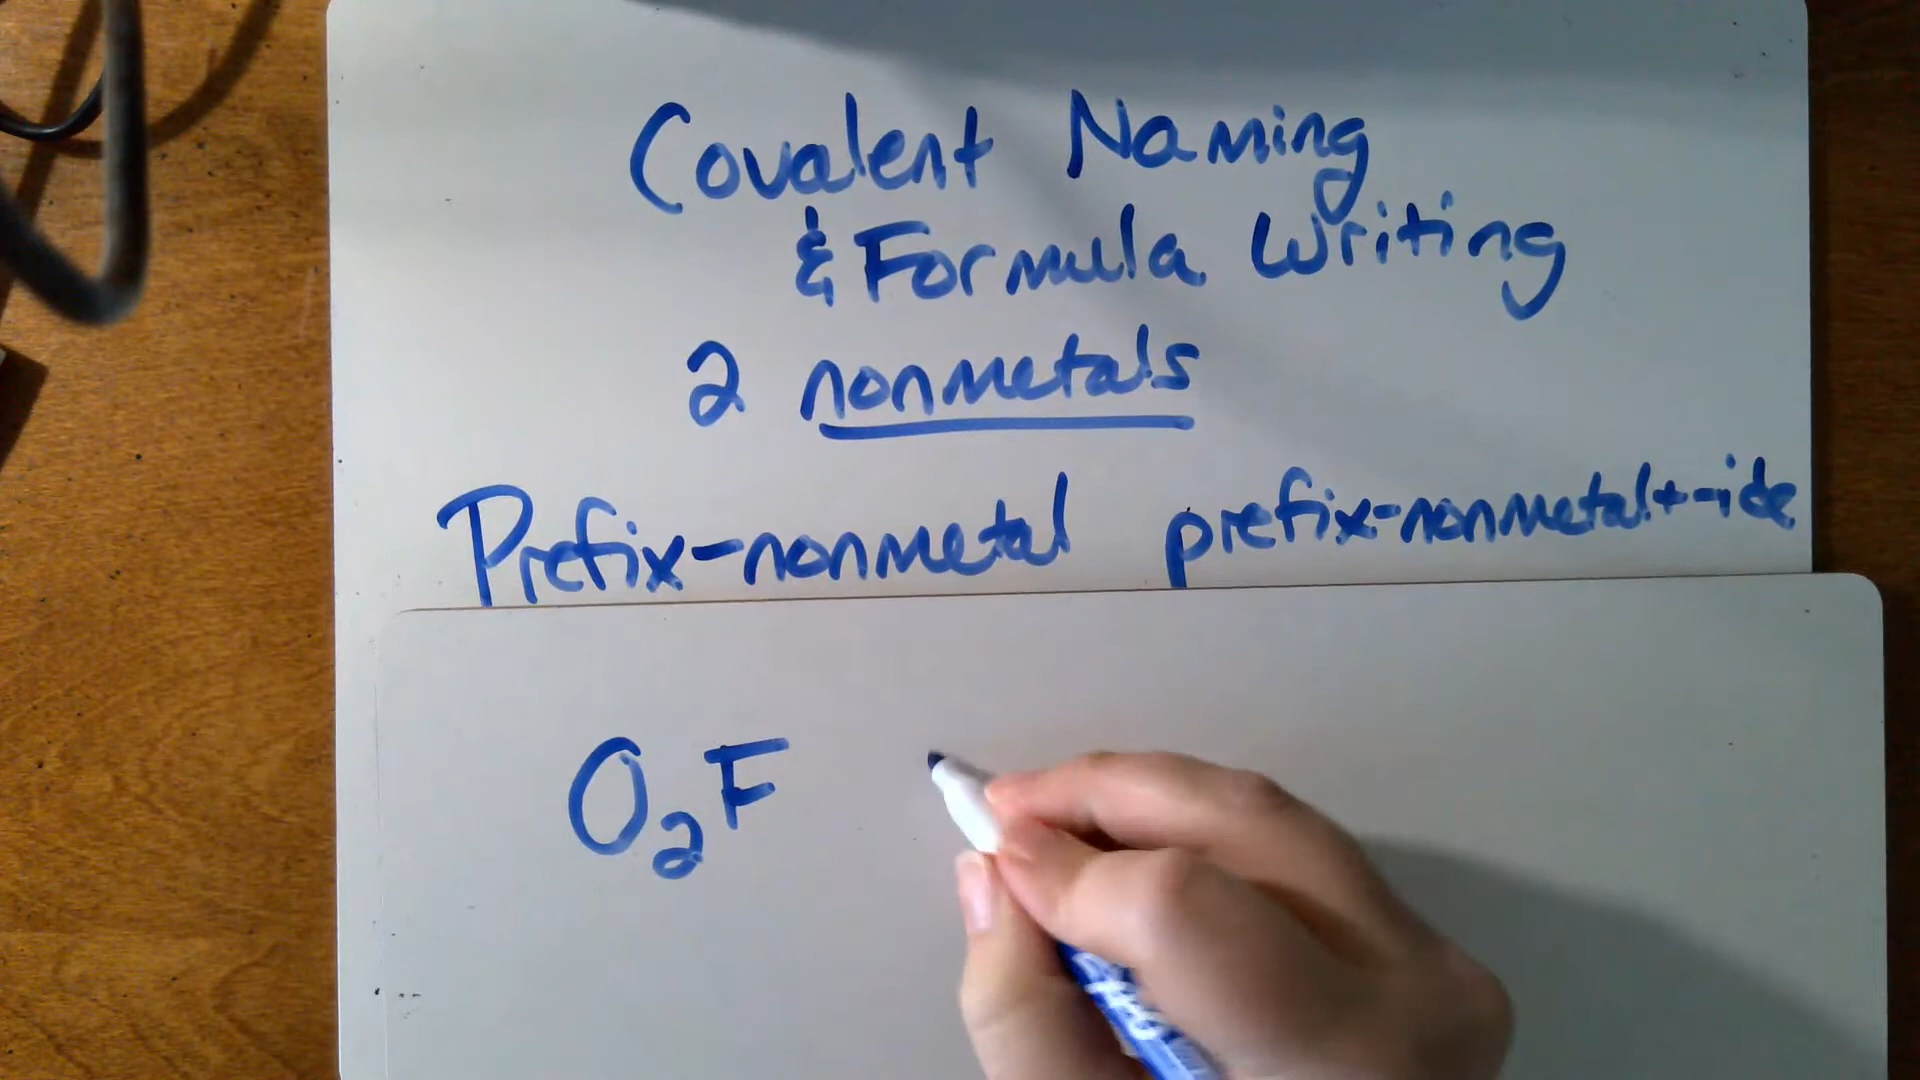 Covalent Naming
& Formula Writing
2 nonmetals
Prefix-nonmetal prefix-nonmetal+-ide
O₂F